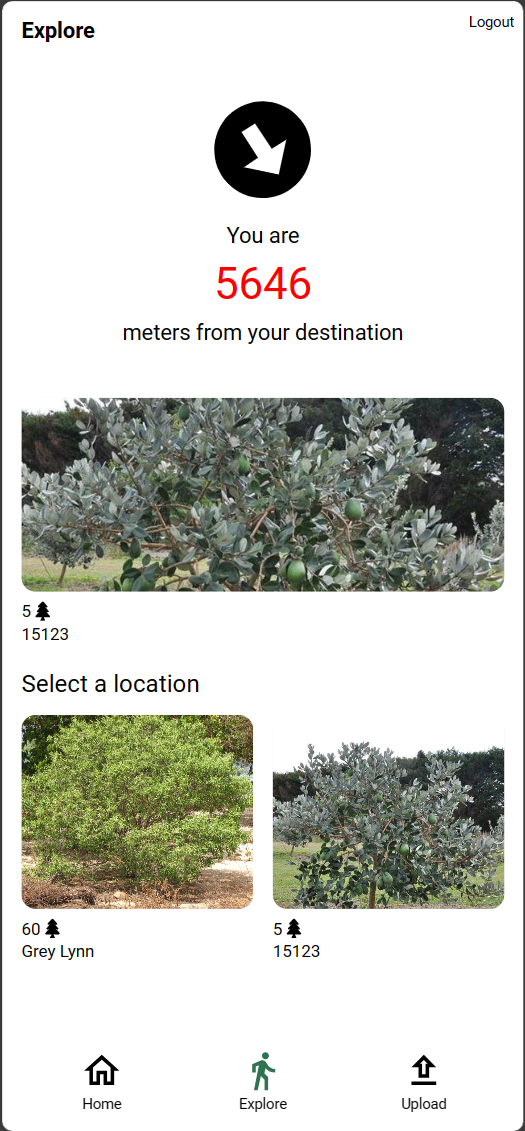 Explore
Logout
You are
5646
meters from your destination
5
15123
Select a location
60
Grey Lynn
5
15123
Home
Explore
Upload